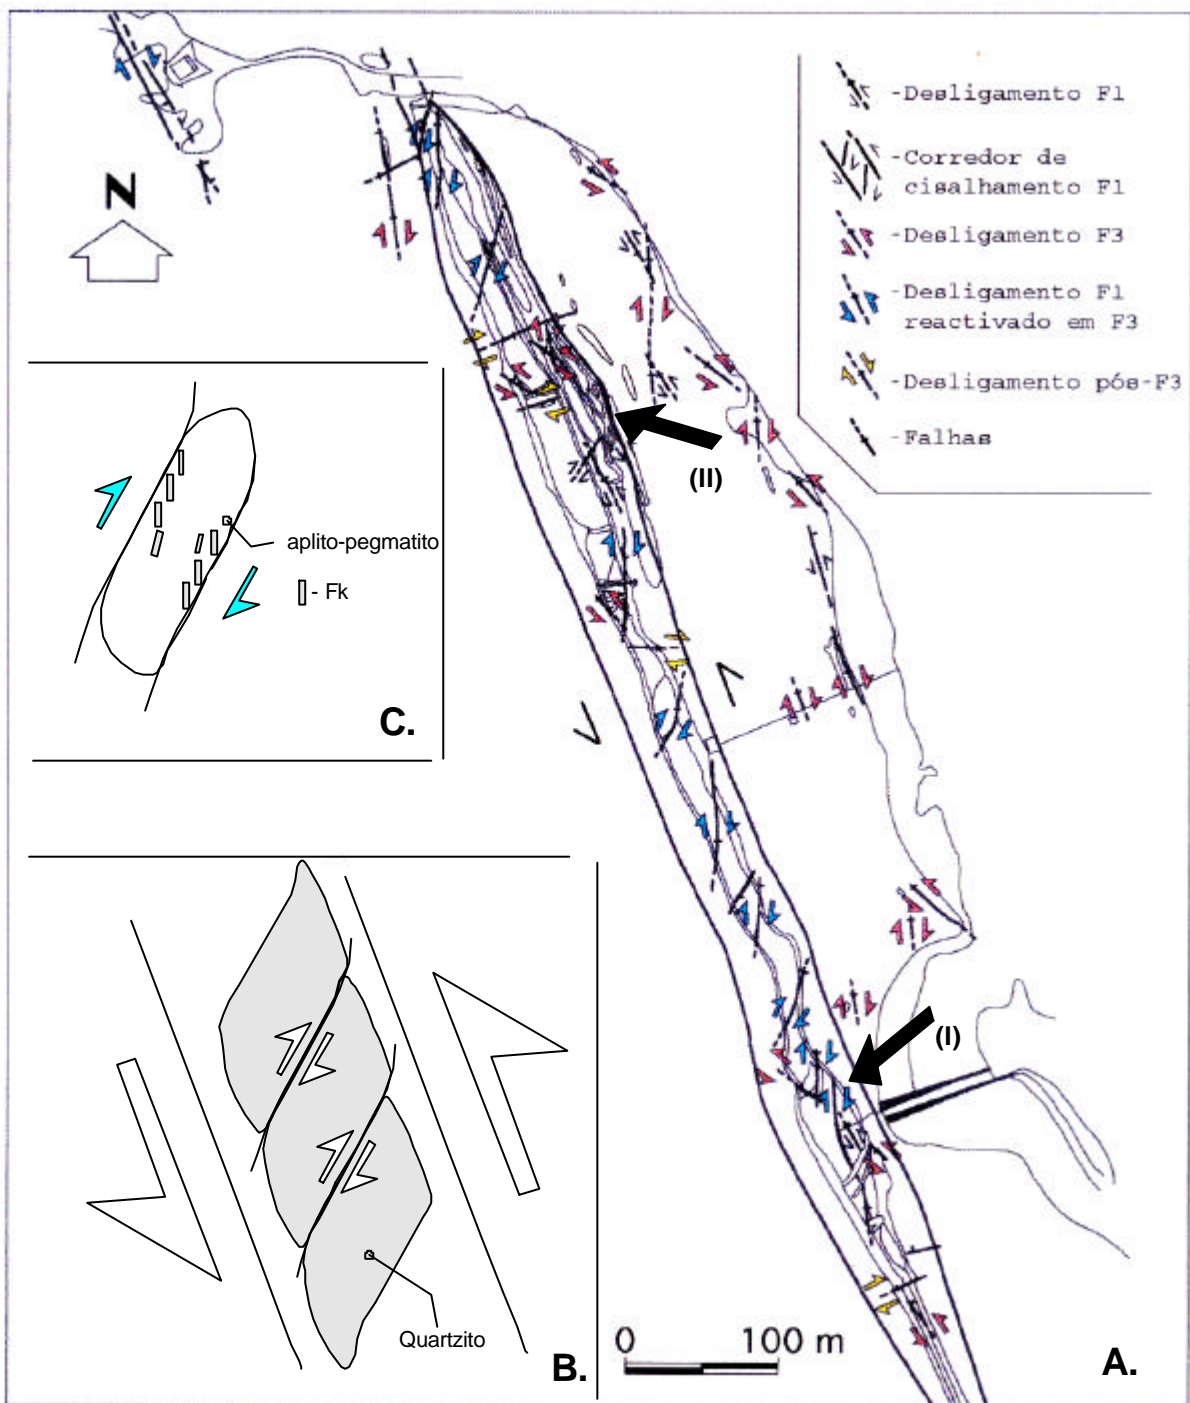 -Desligamento F1
-Corredor de
cisalhamento F1
-Desligamento F3
-Desligamento F1
reactivado em F3
-Desligamento pós-F3
-Falhas
N
(II)
aplito-pegmatito
- Fk
C.
(I)
Quartzito
B.
0 100 m
A.